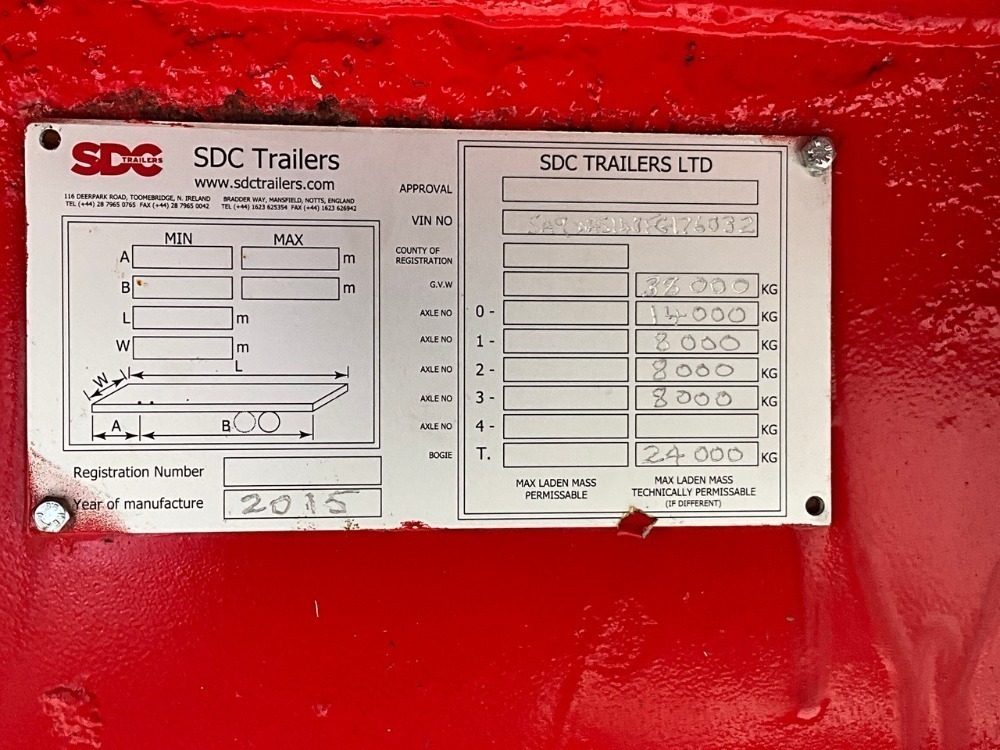 SDC TRAILERS
SDC Trailers
www.sdctrailers.com
116 DEERPARK ROAD, TOOMEBRIDGE, N. IRELAND
TEL (+44) 28 7965 0765 FAX (+44) 28 7965 0042
BRADDER WAY, MANSFIELD, NOTTS, ENGLAND
TEL (+44) 1623 625354 FAX (+44) 1623 626942
MIN MAX
A m
B m
L m
W m
L
W
A B
Registration Number
Year of manufacture 2015
SDC TRAILERS LTD
APPROVAL
VIN NO
COUNTY OF
REGISTRATION
G.V.W 38000 KG
AXLE NO 0- 14000 KG
AXLE NO 1- 8000 KG
AXLE NO 2- 8000 KG
AXLE NO 3- 8000 KG
AXLE NO 4- KG
BOGIE T. 24000 KG
MAX LADEN MASS
PERMISSABLE
MAX LADEN MASS
TECHNICALLY PERMISSABLE
(IF DIFFERENT)